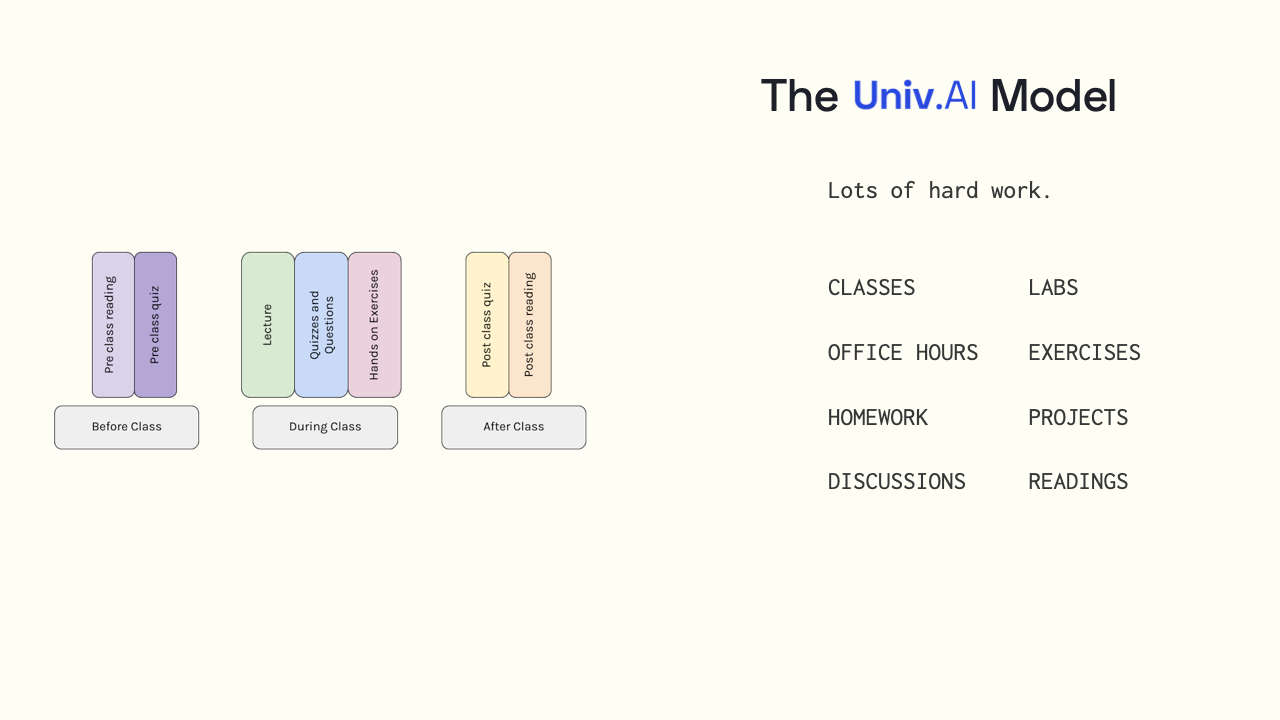 The Univ.AI Model
Lots of hard work.
CLASSES LABS
OFFICE HOURS EXERCISES
HOMEWORK PROJECTS
DISCUSSIONS READINGS
Pre class reading
Pre class quiz
Lecture
Quizzes and
Questions
Hands on Exercises
Post class quiz
Post class reading
Before Class
During Class
After Class